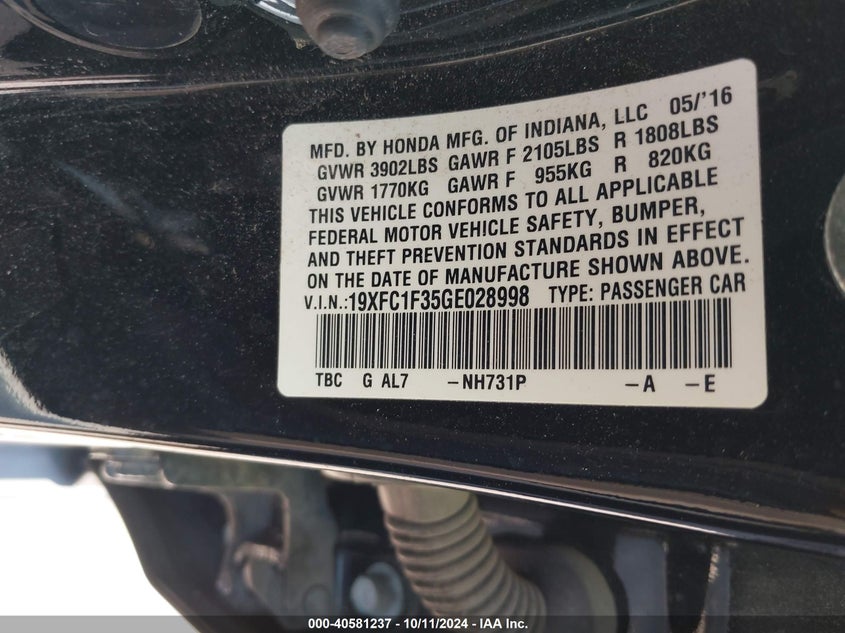 MFD. BY HONDA MFG. OF INDIANA, LLC 05/'16
GVWR 3902LBS GAWR F 2105LBS R 1808LBS
GVWR 1770KG GAWR F 955KG R 820KG
THIS VEHICLE CONFORMS TO ALL APPLICABLE
FEDERAL MOTOR VEHICLE SAFETY, BUMPER,
AND THEFT PREVENTION STANDARDS IN EFFECT
ON THE DATE OF MANUFACTURE SHOWN ABOVE.
V.I.N.:19XFC1F35GE028998 TYPE: PASSENGER CAR
TBC G AL7 -NH731P -A -E
000-40581237 - 10/11/2024 - IAA Inc.